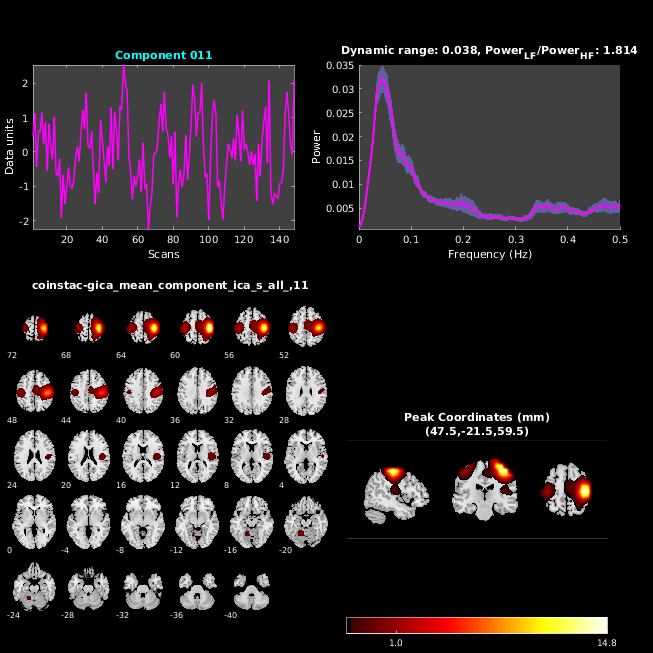 Component 011
Data units
2
1
0
-1
-2
20
40
60
80
100
120
140
Scans
Dynamic range: 0.038, Power_LF/Power_HF: 1.814
Power
0.035
0.03
0.025
0.02
0.015
0.01
0.005
0
0.1
0.2
0.3
0.4
0.5
Frequency (Hz)
coinstac-gica_mean_component_ica_s_all_,11
72 68 64 60 56 52
48 44 40 36 32 28
24 20 16 12 8 4
0 -4 -8 -12 -16 -20
-24 -28 -32 -36 -40
Peak Coordinates (mm)
(47.5,-21.5,59.5)
1.0 14.8